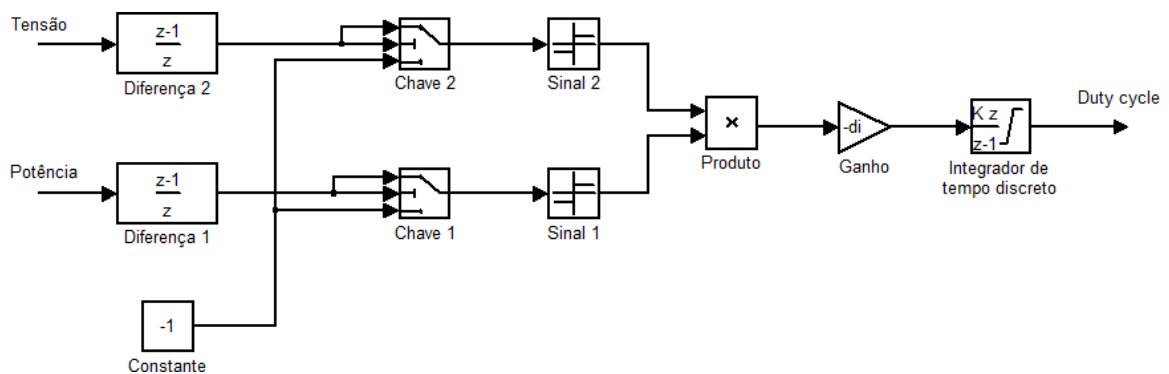 Tensão
z-1
z
Diferença 2
Chave 2
Sinal 2
Potência
z-1
z
Diferença 1
Chave 1
Sinal 1
×
Produto
-di
Ganho
K z
z-1
Integrador de
tempo discreto
Duty cycle
-1
Constante